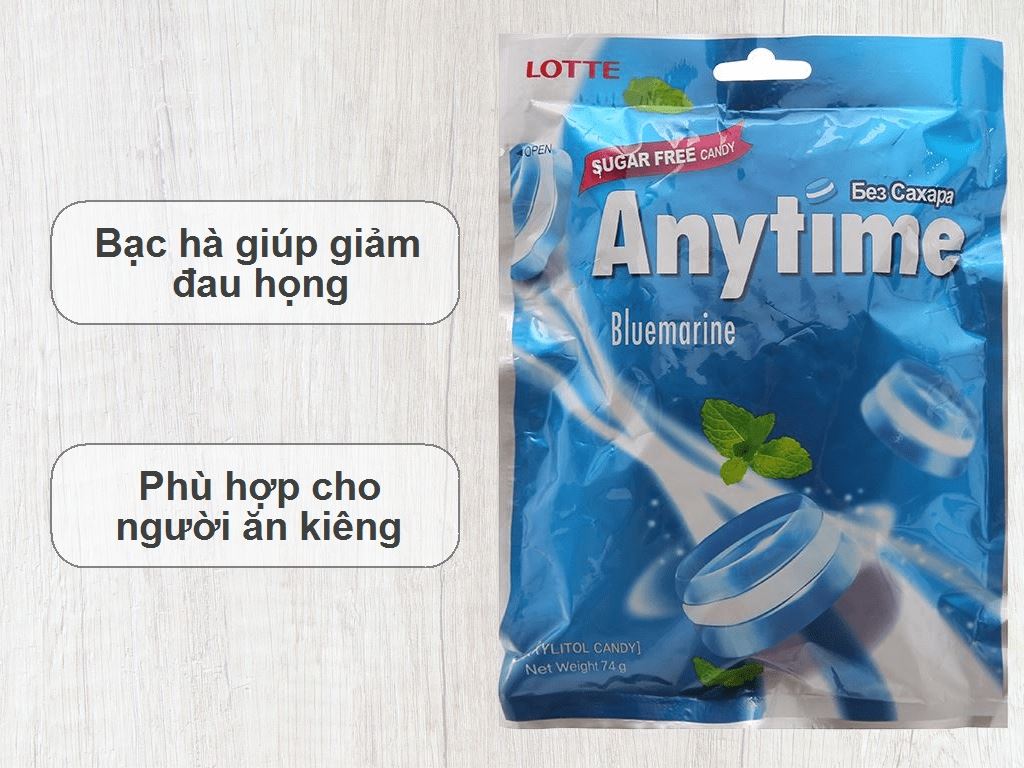 Bạc hà giúp giảm
đau họng
Phù hợp cho
người ăn kiêng
LOTTE
OPEN
SUGAR FREE CANDY
Без Сахара
Anytime
Bluemarine
CANDY]
Net Weight 74 g